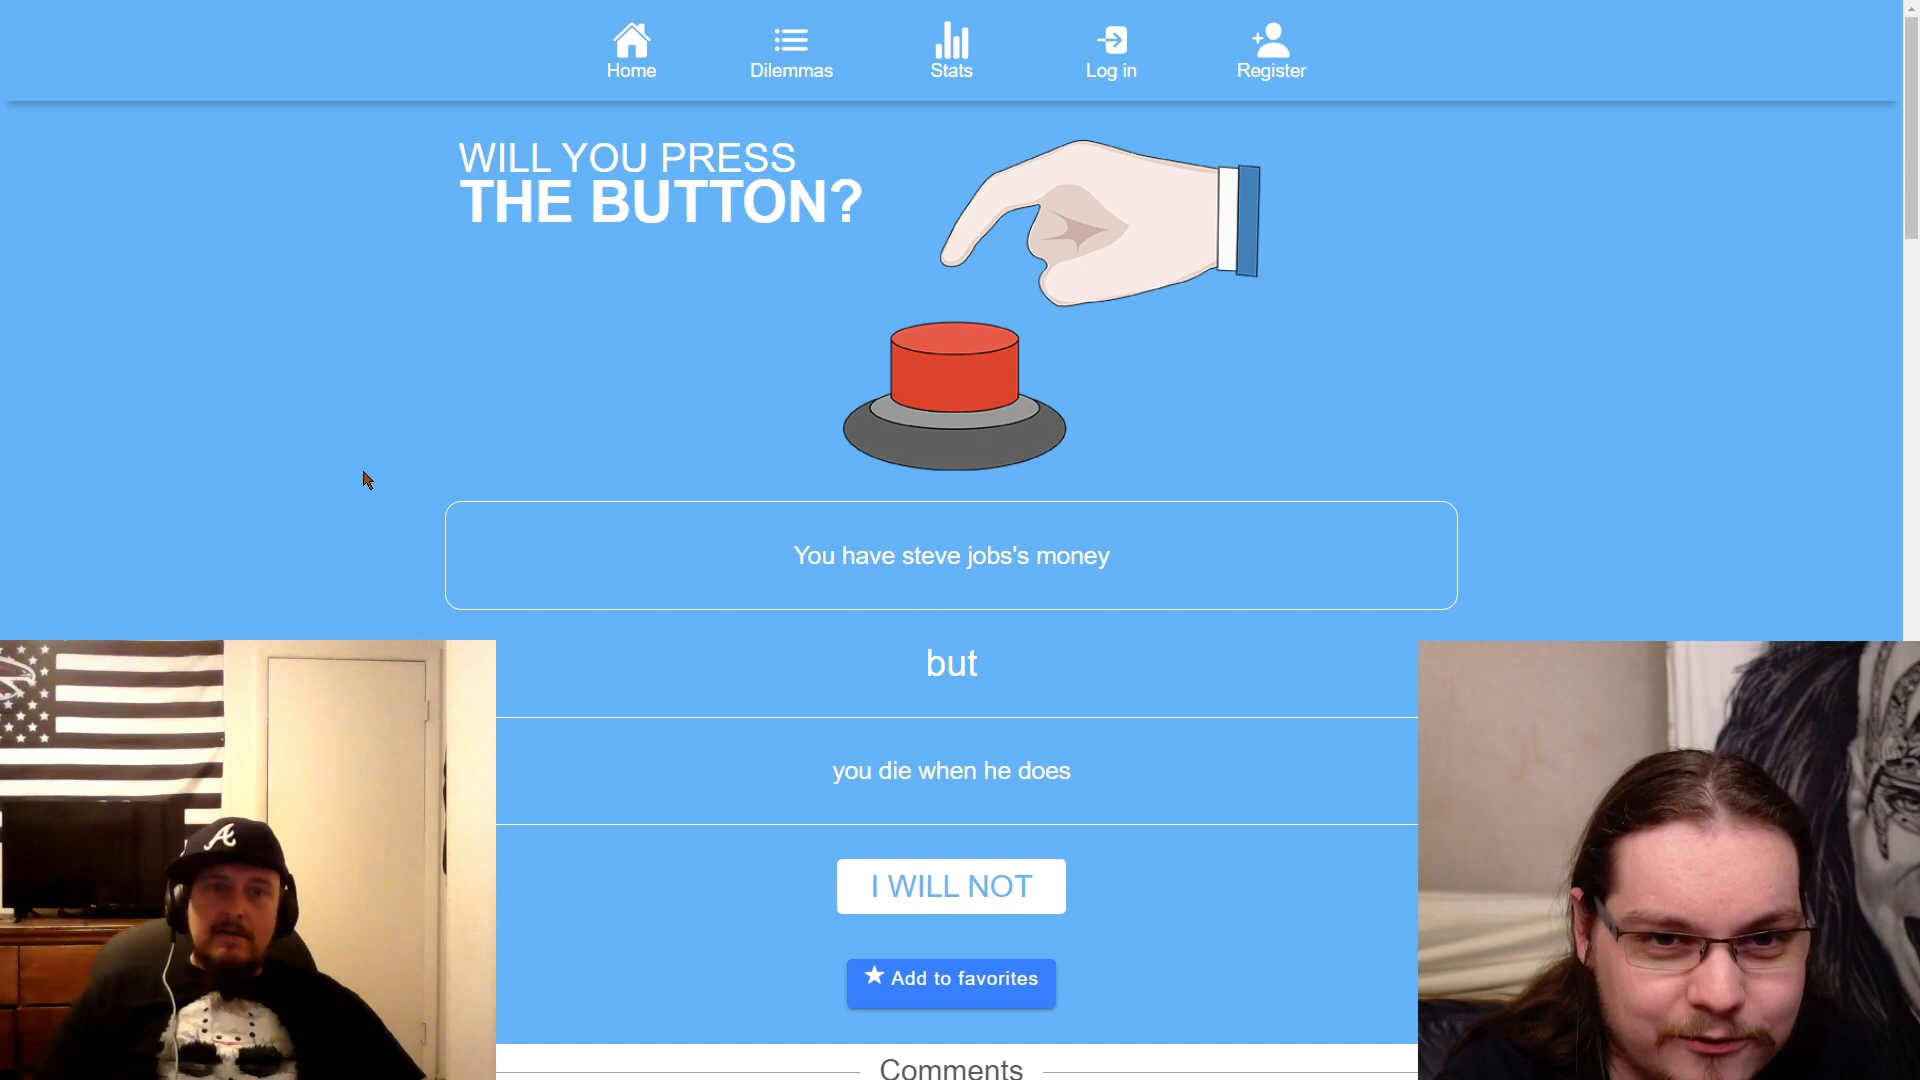 Home
Dilemmas
Stats
Log in
Register
WILL YOU PRESS
THE BUTTON?
You have steve jobs's money
but
you die when he does
I WILL NOT
Add to favorites
Comments
A